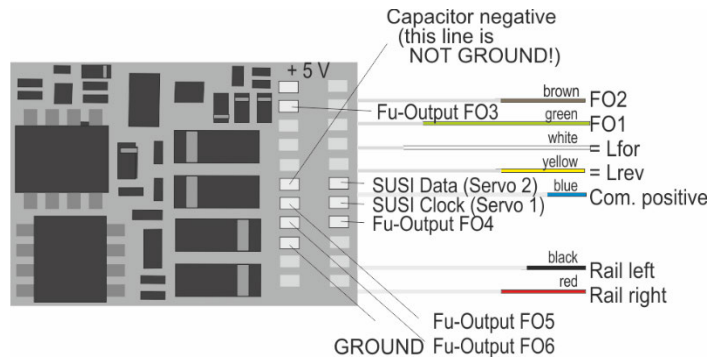 Capacitor negative
(this line is
NOT GROUND!)
+ 5 V
brown
FO2
Fu-Output FO3
green
FO1
white
= Lfor
yellow
= Lrev
SUSI Data (Servo 2)
blue
Com. positive
SUSI Clock (Servo 1)
Fu-Output FO4
black
Rail left
red
Rail right
Fu-Output FO5
GROUND
Fu-Output FO6